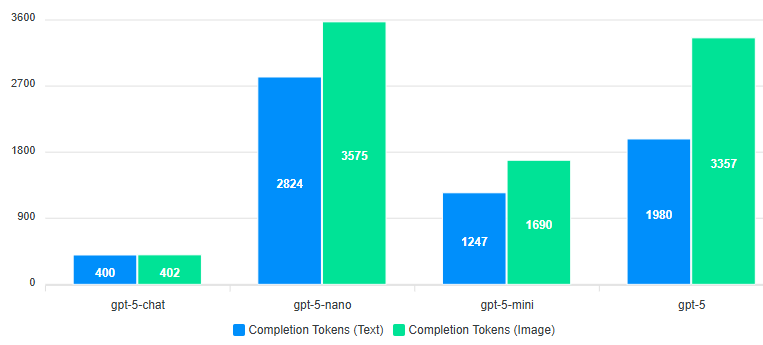 3600
2700
1800
900
0
400
402
2824
3575
1247
1690
1980
3357
gpt-5-chat
gpt-5-nano
gpt-5-mini
gpt-5
Completion Tokens (Text)
Completion Tokens (Image)